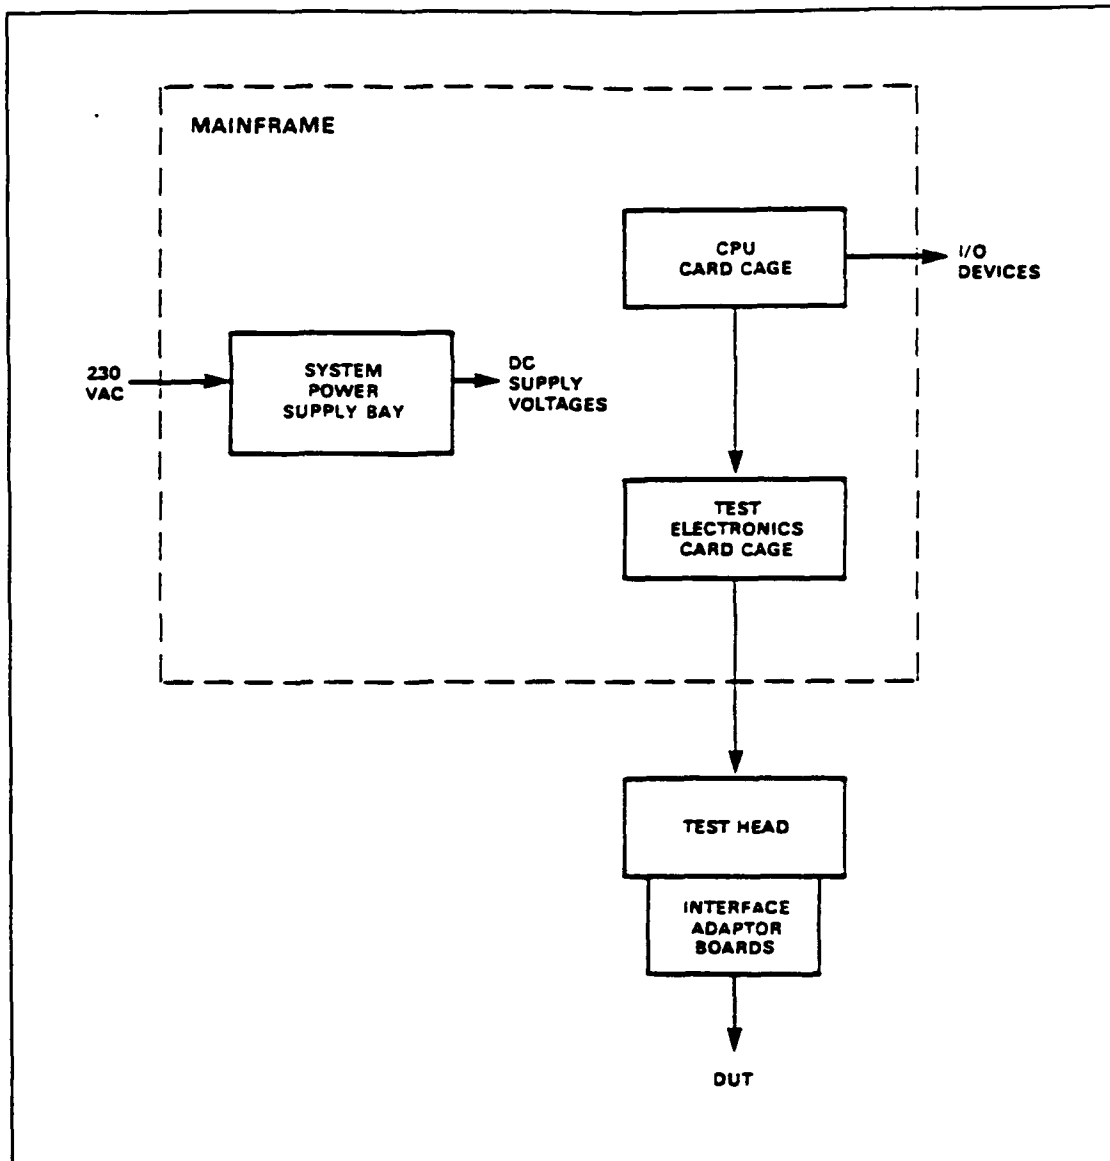 MAINFRAME
CPU
CARD CAGE
I/O
DEVICES
230
VAC
SYSTEM
POWER
SUPPLY BAY
DC
SUPPLY
VOLTAGES
TEST
ELECTRONICS
CARD CAGE
TEST HEAD
INTERFACE
ADAPTOR
BOARDS
DUT